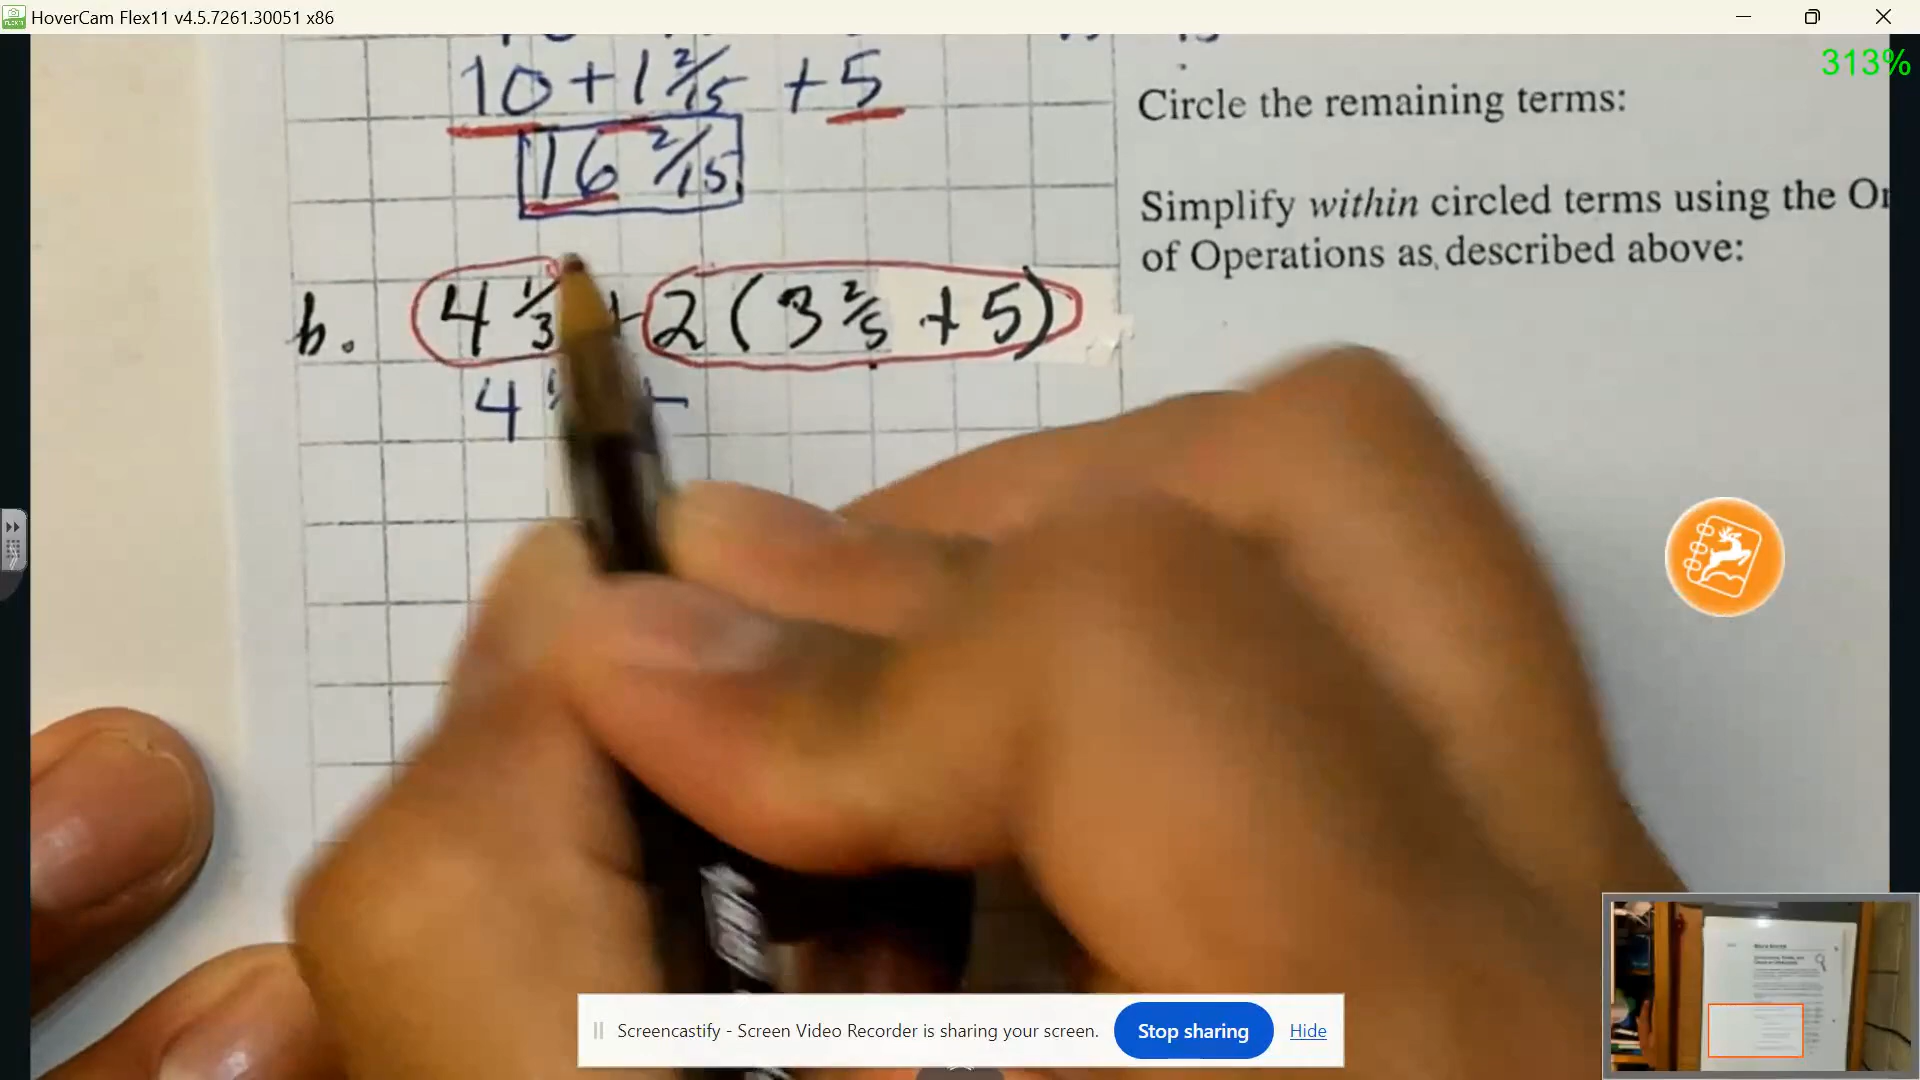 HoverCam Flex11 v4.5.7261.30051 x86
313%
10 + 1 2/15 + 5
16 2/15
Circle the remaining terms:
Simplify within circled terms using the
of Operations as described above:
b. 4 1/3 + 2 ( 3 2/5 + 5 )
4 +
Screencastify - Screen Video Recorder is sharing your screen.
Stop sharing
Hide